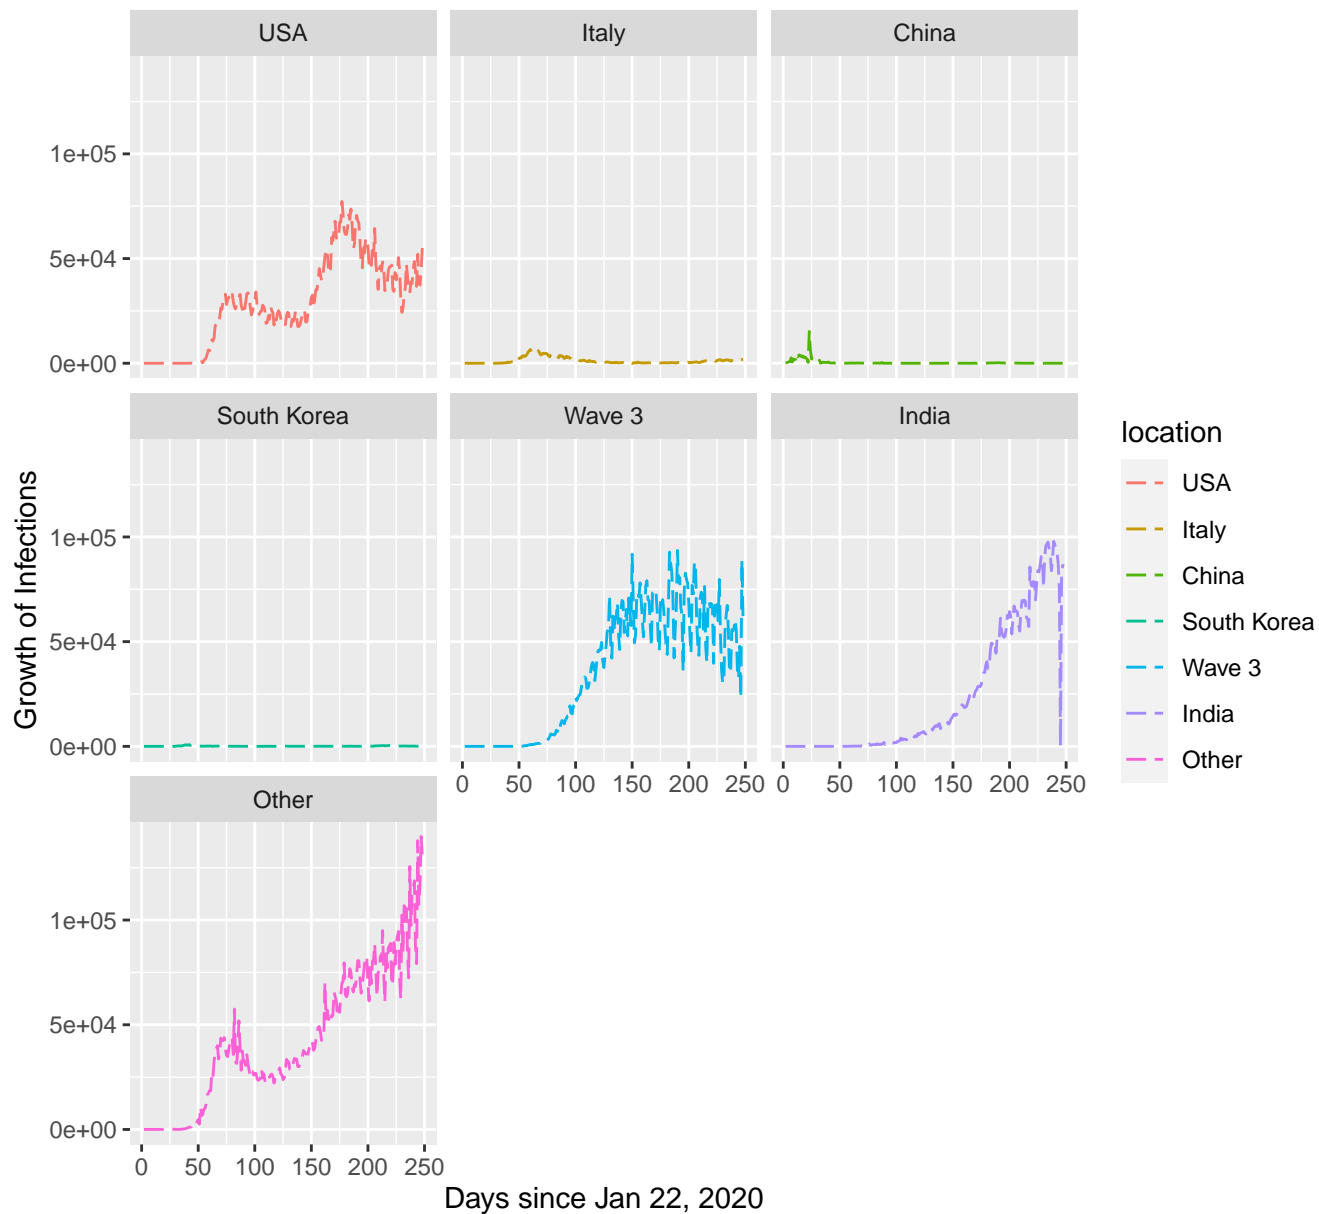 USA
Italy
China
1e+05
5e+04
0e+00
South Korea
Wave 3
India
1e+05
5e+04
0e+00
0 50 100 150 200 250
0 50 100 150 200 250
Other
1e+05
5e+04
0e+00
0 50 100 150 200 250
Growth of Infections
Days since Jan 22, 2020
location
USA
Italy
China
South Korea
Wave 3
India
Other